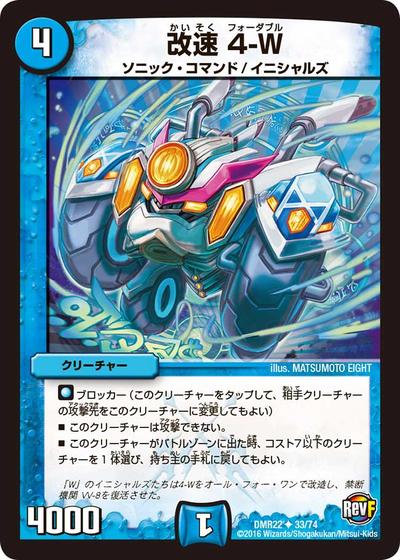 4
かいそく フォーダブル
改速 4-W
ソニック・コマンド / イニシャルズ
クリーチャー
illus. MATSUMOTO EIGHT
ブロッカー(このクリーチャーをタップして、相手クリーチャー
の攻撃先をこのクリーチャーに変更してもよい)
■ このクリーチャーは攻撃できない。
■ このクリーチャーがバトルゾーンに出た時、コスト7以下のクリー
チャーを1体選び、持ち主の手札に戻してもよい。
「W」のイニシャルズたちは4-Wをオール・フォー・ワンで改造し、禁断
機関 VV-8を復活させた。
4000
1
RevF
DMR22 ◆ 33/74
©2016 Wizards/Shogakukan/Mitsui-Kids